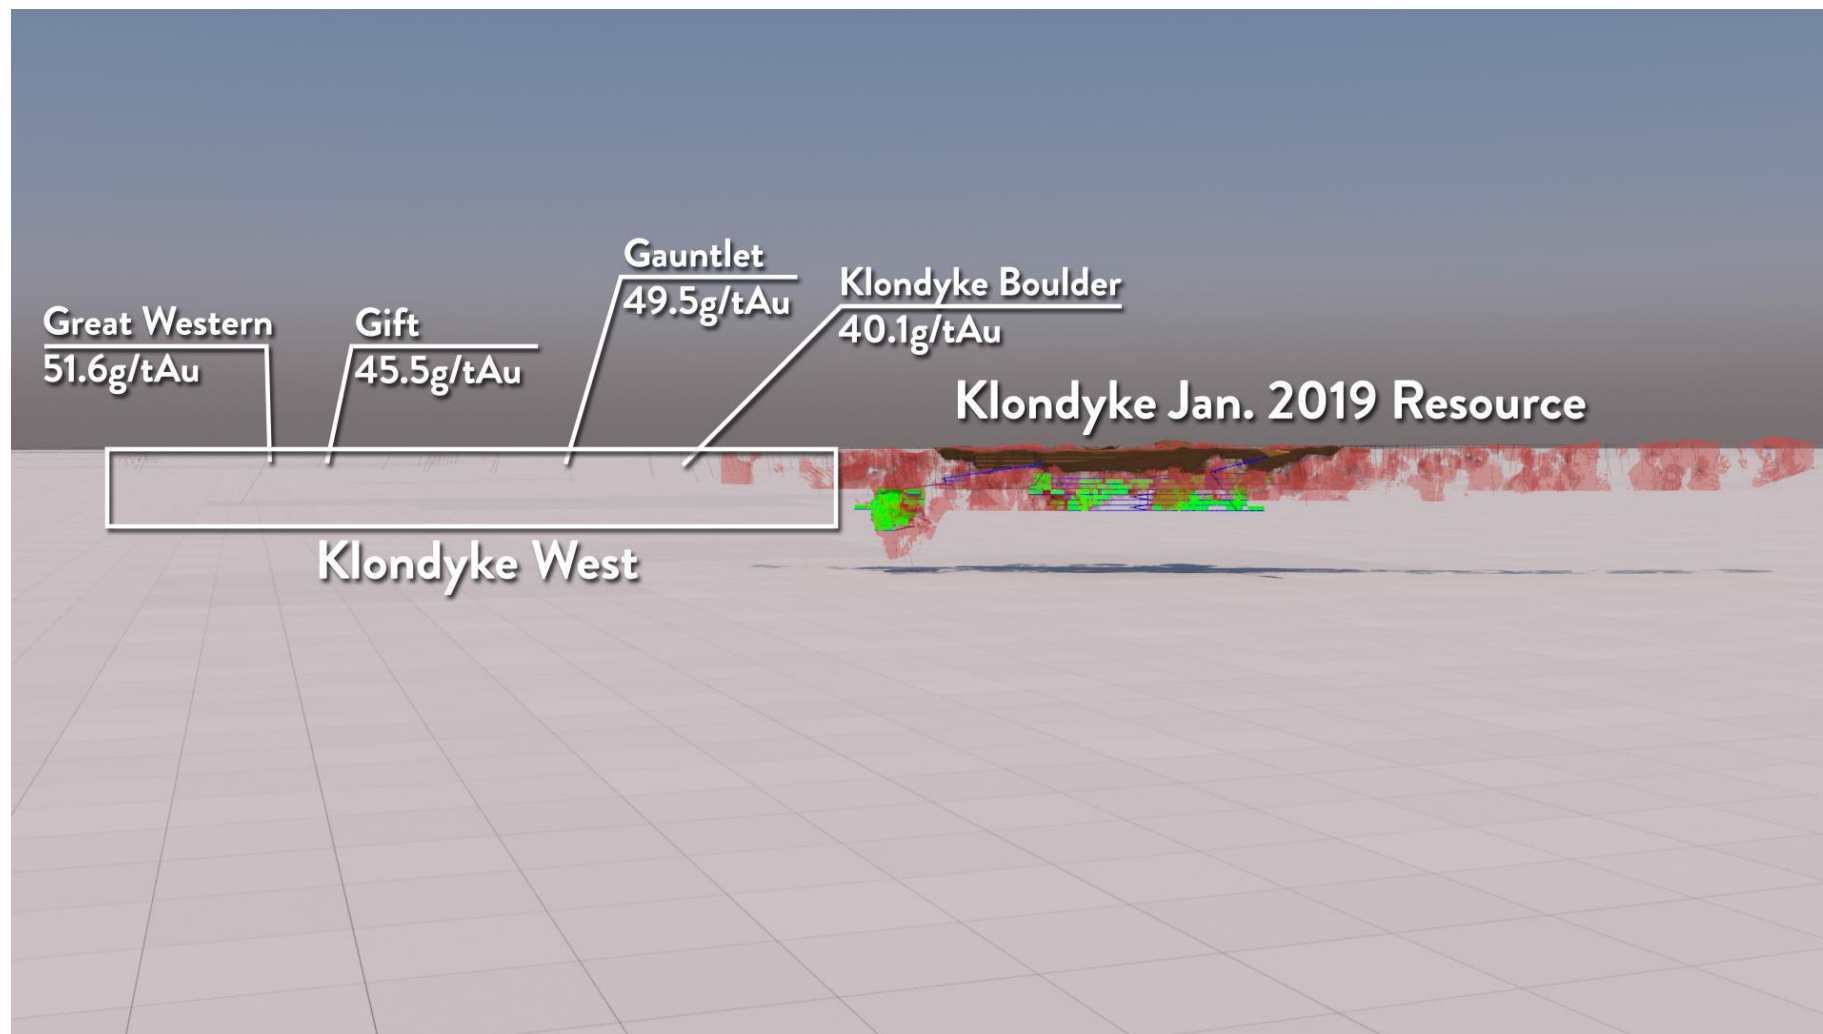 Gauntlet
49.5g/tAu
Klondyke Boulder
40.1g/tAu
Great Western
51.6g/tAu
Gift
45.5g/tAu
Klondyke Jan. 2019 Resource
Klondyke West